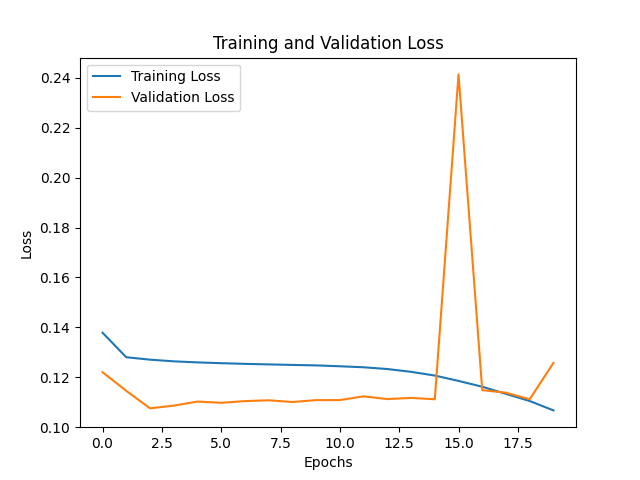 Training and Validation Loss
Training Loss
Validation Loss
0.24
0.22
0.20
0.18
0.16
0.14
0.12
0.10
Loss
0.0 2.5 5.0 7.5 10.0 12.5 15.0 17.5
Epochs